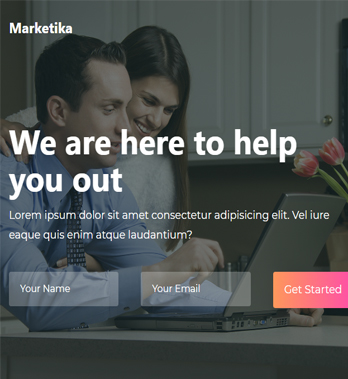 Marketika
We are here to help
you out
Lorem ipsum dolor sit amet consectetur adipisicing elit. Vel iure
eaque quis enim atque laudantium?
Your Name
Your Email
Get Started